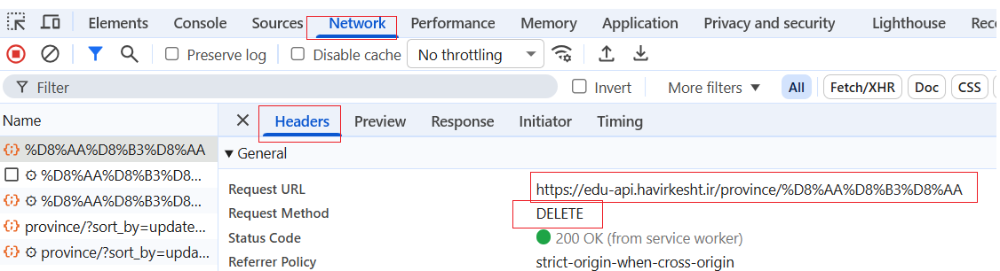 Elements Console Sources Network Performance Memory Application Privacy and security Lighthouse Rec
Preserve log Disable cache No throttling
Filter Invert More filters All Fetch/XHR Doc CSS
Name Headers Preview Response Initiator Timing
%D8%AA%D8%B3%D8%AA
General
%D8%AA%D8%B3%D8...
Request URL https://edu-api.havirkesht.ir/province/%D8%AA%D8%B3%D8%AA
%D8%AA%D8%B3%D8...
Request Method DELETE
province/?sort_by=update...
Status Code 200 OK (from service worker)
province/?sort_by=upda...
Referrer Policy strict-origin-when-cross-origin